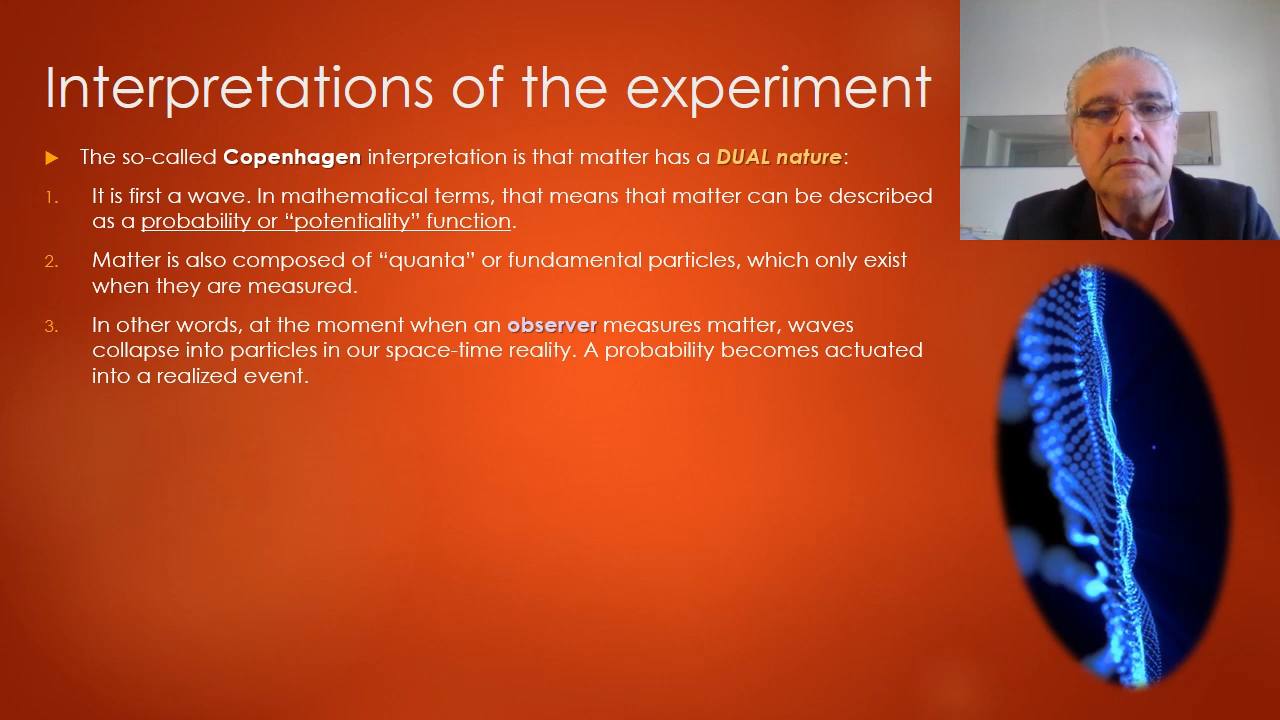 Interpretations of the experiment
The so-called Copenhagen interpretation is that matter has a DUAL nature:
1. It is first a wave. In mathematical terms, that means that matter can be described
as a probability or “potentiality” function.
2. Matter is also composed of “quanta” or fundamental particles, which only exist
when they are measured.
3. In other words, at the moment when an observer measures matter, waves
collapse into particles in our space-time reality. A probability becomes actuated
into a realized event.